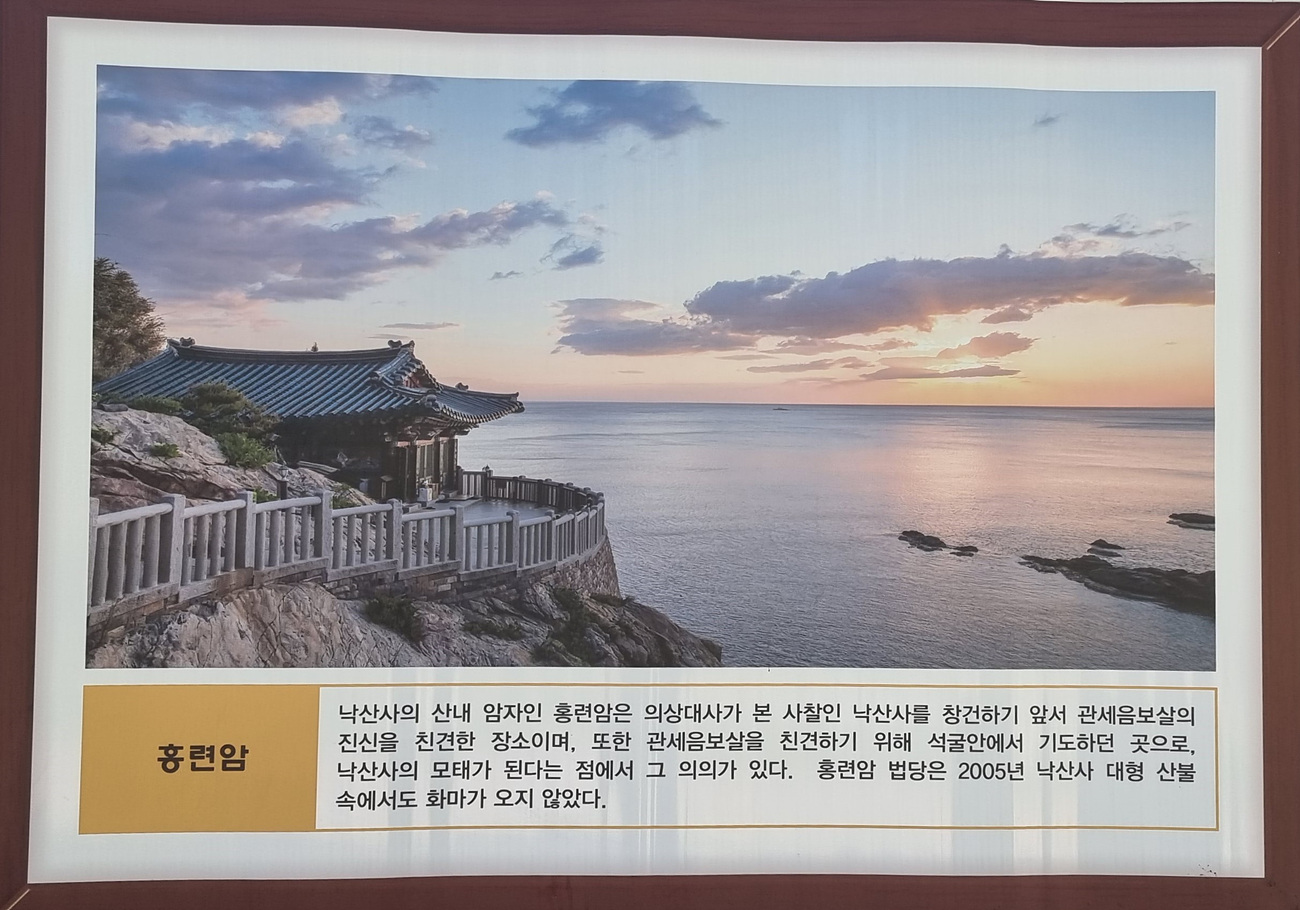 홍련암
낙산사의 산내 암자인 홍련암은 의상대사가 본 사찰인 낙산사를 창건하기 앞서 관세음보살의
진신을 친견한 장소이며, 또한 관세음보살을 친견하기 위해 석굴안에서 기도하던 곳으로,
낙산사의 모태가 된다는 점에서 그 의의가 있다. 홍련암 법당은 2005년 낙산사 대형 산불
속에서도 화마가 오지 않았다.